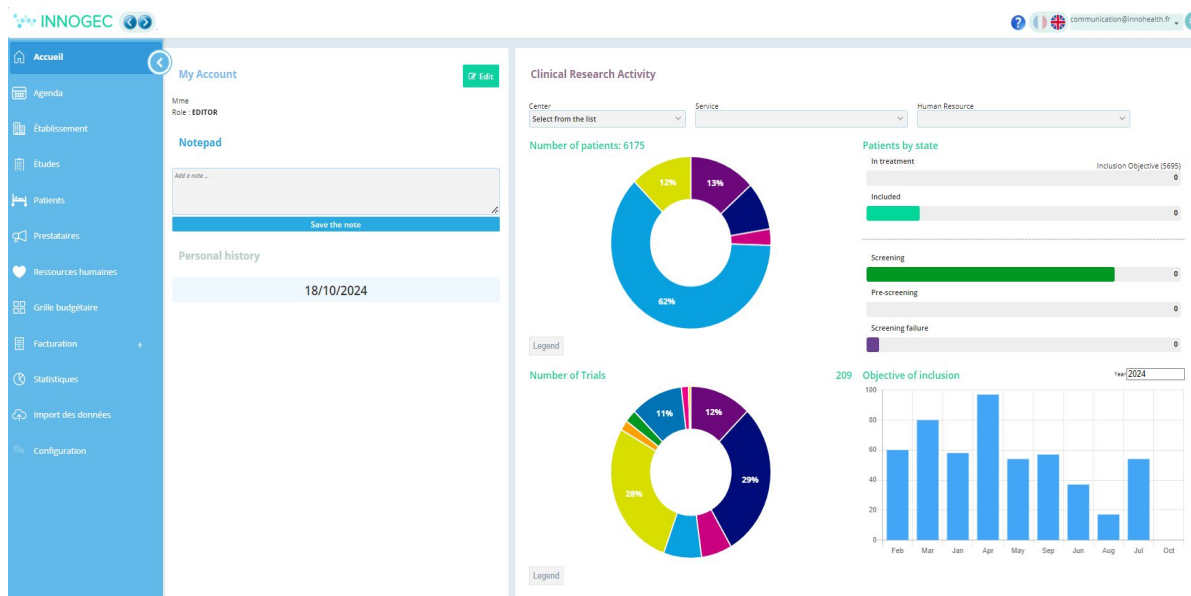 INNOGEC
communication@innohealth.fr
Accueil
Agenda
Établissement
Études
Patients
Prestataires
Ressources humaines
Grille budgétaire
Facturation +
Statistiques
Import des données
Configuration
My Account
Edit
Mme
Role : EDITOR
Notepad
Add a note ...
Save the note
Personal history
18/10/2024
Clinical Research Activity
Center
Select from the list
Service
Human Resource
Number of patients: 6175
12%
13%
62%
Legend
Patients by state
In treatment
Inclusion Objective (5695)
0
Included
0
Screening
0
Pre-screening
0
Screening failure
0
Number of Trials 209
11%
12%
28%
29%
Legend
Objective of inclusion
Year 2024
100
80
60
40
20
0
Feb Mar Jan Apr May Sep Jun Aug Jul Oct